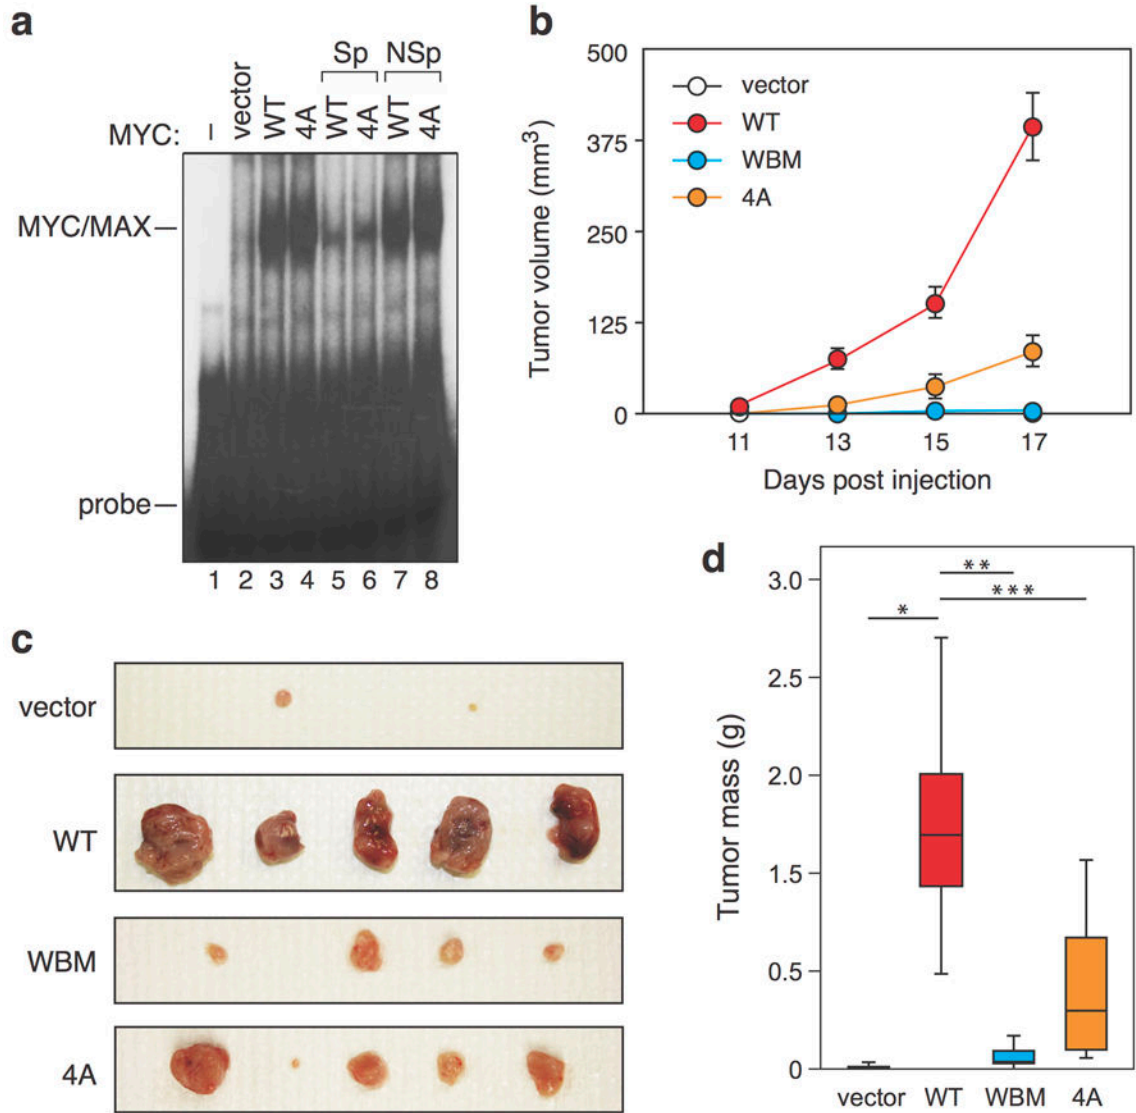 a
Sp NSp
MYC: – vector WT 4A WT 4A WT 4A
MYC/MAX
probe
1 2 3 4 5 6 7 8
b
500
375
250
125
0
Tumor volume (mm3)
vector
WT
WBM
4A
11 13 15 17
Days post injection
c
vector
WT
WBM
4A
d
3.0
2.5
2.0
1.5
0.5
0
Tumor mass (g)
**
***
*
vector WT WBM 4A